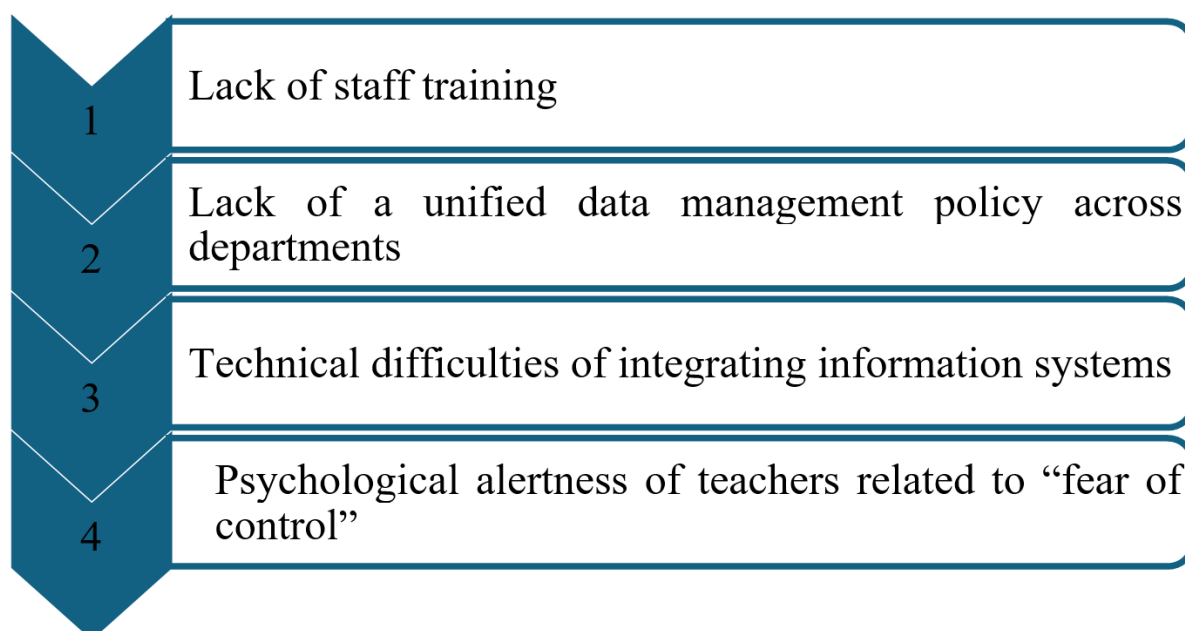 1
Lack of staff training
2
Lack of a unified data management policy across
departments
3
Technical difficulties of integrating information systems
4
Psychological alertness of teachers related to “fear of
control”